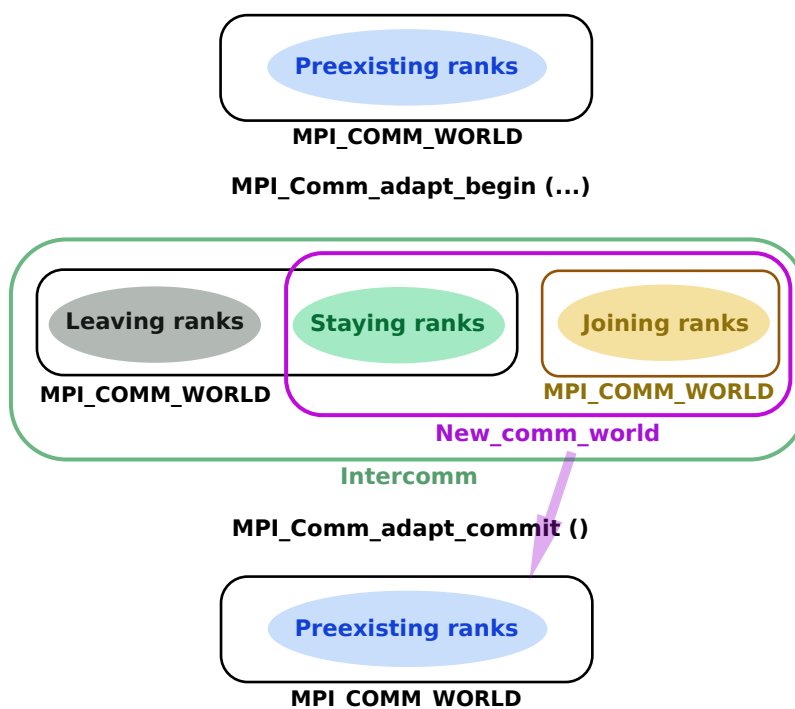 Preexisting ranks
MPI_COMM_WORLD
MPI_Comm_adapt_begin (...)
Leaving ranks
Staying ranks
Joining ranks
MPI_COMM_WORLD
MPI_COMM_WORLD
New_comm_world
Intercomm
MPI_Comm_adapt_commit ()
Preexisting ranks
MPI_COMM_WORLD